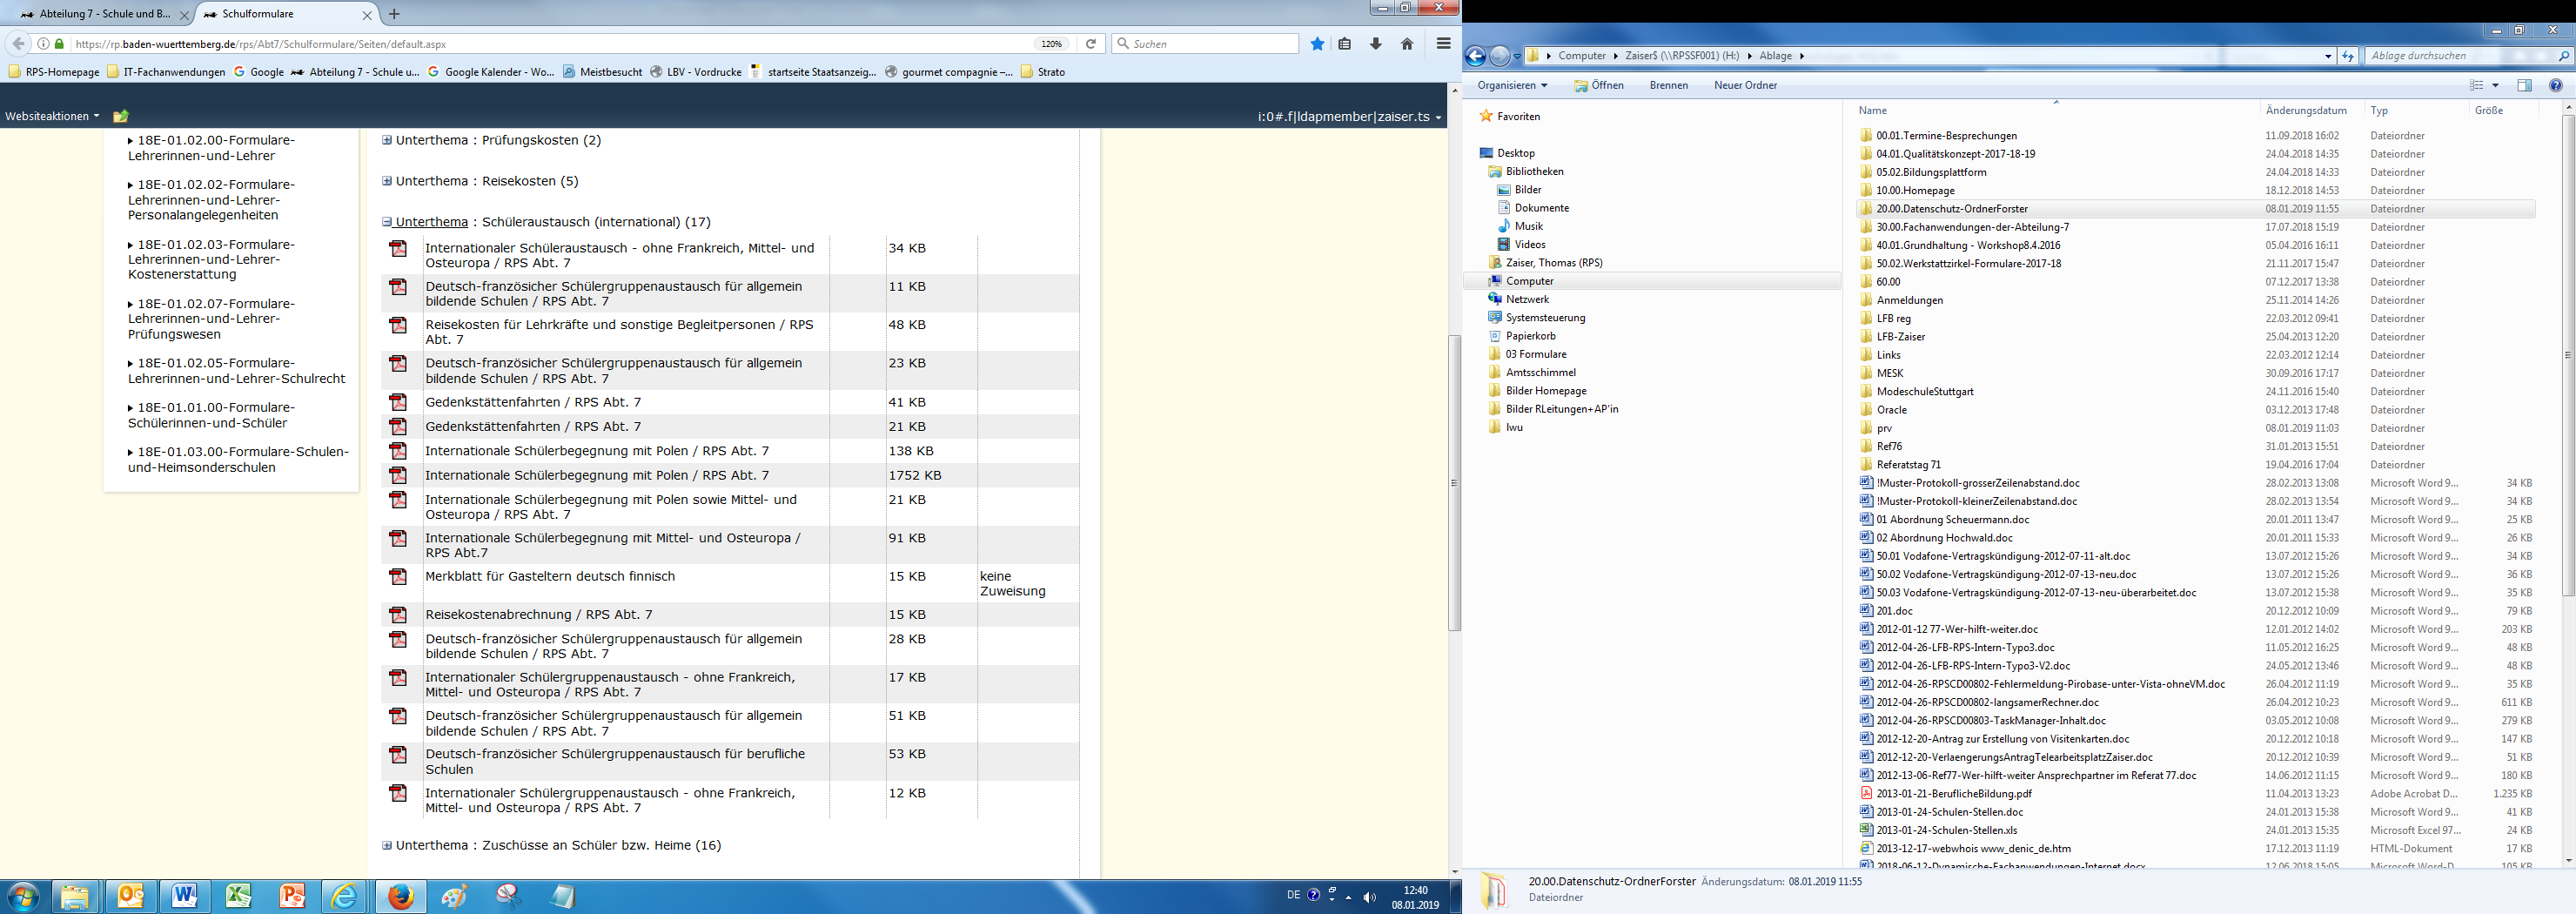 Abteilung 7 - Schule und B...
Schulformulare
https://rp.baden-wuerttemberg.de/rps/Abt7/Schulformulare/Seiten/default.aspx
120%
Suchen
RPS-Homepage
IT-Fachanwendungen
Google
Abteilung 7 - Schule u...
Google Kalender - Wo...
Meistbesucht
LBV - Vordrucke
startseite Staatsanzeig...
gourmet compagnie –...
Strato
Websiteaktionen
i:0#.f|ldapmember|zaiser.ts
18E-01.02.00-Formulare-
Lehrerinnen-und-Lehrer
18E-01.02.02-Formulare-
Lehrerinnen-und-Lehrer-
Personalangelegenheiten
18E-01.02.03-Formulare-
Lehrerinnen-und-Lehrer-
Kostenerstattung
18E-01.02.07-Formulare-
Lehrerinnen-und-Lehrer-
Prüfungswesen
18E-01.02.05-Formulare-
Lehrerinnen-und-Lehrer-Schulrecht
18E-01.01.00-Formulare-
Schülerinnen-und-Schüler
18E-01.03.00-Formulare-Schulen-
und-Heimsonderschulen
Unterthema : Prüfungskosten (2)
Unterthema : Reisekosten (5)
Unterthema : Schüleraustausch (international) (17)
Internationaler Schüleraustausch - ohne Frankreich, Mittel- und
Osteuropa / RPS Abt. 7
34 KB
Deutsch-französicher Schülergruppenaustausch für allgemein
bildende Schulen / RPS Abt. 7
11 KB
Reisekosten für Lehrkräfte und sonstige Begleitpersonen / RPS
Abt. 7
48 KB
Deutsch-französicher Schülergruppenaustausch für allgemein
bildende Schulen / RPS Abt. 7
23 KB
Gedenkstättenfahrten / RPS Abt. 7
41 KB
Gedenkstättenfahrten / RPS Abt. 7
21 KB
Internationale Schülerbegegnung mit Polen / RPS Abt. 7
138 KB
Internationale Schülerbegegnung mit Polen / RPS Abt. 7
1752 KB
Internationale Schülerbegegnung mit Polen sowie Mittel- und
Osteuropa / RPS Abt. 7
21 KB
Internationale Schülerbegegnung mit Mittel- und Osteuropa /
RPS Abt.7
91 KB
Merkblatt für Gasteltern deutsch finnisch
15 KB
keine
Zuweisung
Reisekostenabrechnung / RPS Abt. 7
15 KB
Deutsch-französicher Schülergruppenaustausch für allgemein
bildende Schulen / RPS Abt. 7
28 KB
Internationaler Schülergruppenaustausch - ohne Frankreich,
Mittel- und Osteuropa / RPS Abt. 7
17 KB
Deutsch-französicher Schülergruppenaustausch für allgemein
bildende Schulen / RPS Abt. 7
51 KB
Deutsch-französicher Schülergruppenaustausch für berufliche
Schulen
53 KB
Internationaler Schülergruppenaustausch - ohne Frankreich,
Mittel- und Osteuropa / RPS Abt. 7
12 KB
Unterthema : Zuschüsse an Schüler bzw. Heime (16)
DE
12:40
08.01.2019
Computer
Zaiser$ (\\RPSSF001) (H:)
Ablage
Ablage durchsuchen
Organisieren
Öffnen
Brennen
Neuer Ordner
Favoriten
Desktop
Bibliotheken
Bilder
Dokumente
Musik
Videos
Zaiser, Thomas (RPS)
Computer
Netzwerk
Systemsteuerung
Papierkorb
03 Formulare
Amtsschimmel
Bilder Homepage
Bilder RLeitungen+AP'in
lwu
Name Änderungsdatum Typ Größe
00.01.Termine-Besprechungen 11.09.2018 16:02 Dateiordner
04.01.Qualitätskonzept-2017-18-19 24.04.2018 14:35 Dateiordner
05.02.Bildungsplattform 24.04.2018 14:33 Dateiordner
10.00.Homepage 18.12.2018 14:53 Dateiordner
20.00.Datenschutz-OrdnerForster 08.01.2019 11:55 Dateiordner
30.00.Fachanwendungen-der-Abteilung-7 17.07.2018 15:19 Dateiordner
40.01.Grundhaltung - Workshop8.4.2016 05.04.2016 16:11 Dateiordner
50.02.Werkstattzirkel-Formulare-2017-18 21.11.2017 15:47 Dateiordner
60.00 07.12.2017 13:38 Dateiordner
Anmeldungen 25.11.2014 14:26 Dateiordner
LFB reg 22.03.2012 09:41 Dateiordner
LFB-Zaiser 25.04.2013 12:20 Dateiordner
Links 22.03.2012 12:14 Dateiordner
MESK 30.09.2016 17:17 Dateiordner
ModeschuleStuttgart 24.11.2016 15:40 Dateiordner
Oracle 03.12.2013 17:48 Dateiordner
prv 08.01.2019 11:03 Dateiordner
Ref76 31.01.2013 15:51 Dateiordner
Referatstag 71 19.04.2016 17:04 Dateiordner
!Muster-Protokoll-grosserZeilenabstand.doc 28.02.2013 13:08 Microsoft Word 9... 34 KB
!Muster-Protokoll-kleinerZeilenabstand.doc 28.02.2013 13:54 Microsoft Word 9... 34 KB
01 Abordnung Scheuermann.doc 20.01.2011 13:47 Microsoft Word 9... 25 KB
02 Abordnung Hochwald.doc 20.01.2011 15:33 Microsoft Word 9... 26 KB
50.01 Vodafone-Vertragskündigung-2012-07-11-alt.doc 13.07.2012 15:26 Microsoft Word 9... 34 KB
50.02 Vodafone-Vertragskündigung-2012-07-13-neu.doc 13.07.2012 15:26 Microsoft Word 9... 36 KB
50.03 Vodafone-Vertragskündigung-2012-07-13-neu-überarbeitet.doc 13.07.2012 15:38 Microsoft Word 9... 35 KB
201.doc 20.12.2012 10:09 Microsoft Word 9... 79 KB
2012-01-12 77-Wer-hilft-weiter.doc 12.01.2012 14:02 Microsoft Word 9... 203 KB
2012-04-26-LFB-RPS-Intern-Typo3.doc 11.05.2012 16:25 Microsoft Word 9... 48 KB
2012-04-26-LFB-RPS-Intern-Typo3-V2.doc 24.05.2012 13:46 Microsoft Word 9... 48 KB
2012-04-26-RPSCD00802-Fehlermeldung-Pirobase-unter-Vista-ohneVM.doc 26.04.2012 11:19 Microsoft Word 9... 35 KB
2012-04-26-RPSCD00802-langsamerRechner.doc 26.04.2012 10:23 Microsoft Word 9... 611 KB
2012-04-26-RPSCD00803-TaskManager-Inhalt.doc 03.05.2012 10:08 Microsoft Word 9... 279 KB
2012-12-20-Antrag zur Erstellung von Visitenkarten.doc 20.12.2012 10:18 Microsoft Word 9... 147 KB
2012-12-20-VerlaengerungsAntragTelearbeitsplatzZaiser.doc 20.12.2012 10:39 Microsoft Word 9... 51 KB
2012-13-06-Ref77-Wer-hilft-weiter Ansprechpartner im Referat 77.doc 14.06.2012 11:15 Microsoft Word 9... 180 KB
2013-01-21-BeruflicheBildung.pdf 11.04.2013 13:23 Adobe Acrobat D... 1.235 KB
2013-01-24-Schulen-Stellen.doc 24.01.2013 15:38 Microsoft Word 9... 41 KB
2013-01-24-Schulen-Stellen.xls 24.01.2013 15:35 Microsoft Excel 97... 24 KB
2013-12-17-webwhois www_denic_de.htm 17.12.2013 11:19 HTML-Dokument 17 KB
2018-06-12-Dynamische-Fachanwendungen-Internet.docx 12.06.2018 15:05 Microsoft Word-D... 105 KB
20.00.Datenschutz-OrdnerForster Änderungsdatum: 08.01.2019 11:55
Dateiordner